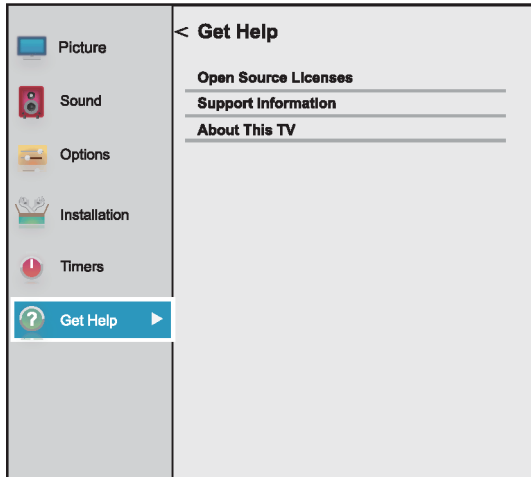 Picture
Sound
Options
Installation
Timers
Get Help
< Get Help
Open Source Licenses
Support Information
About This TV